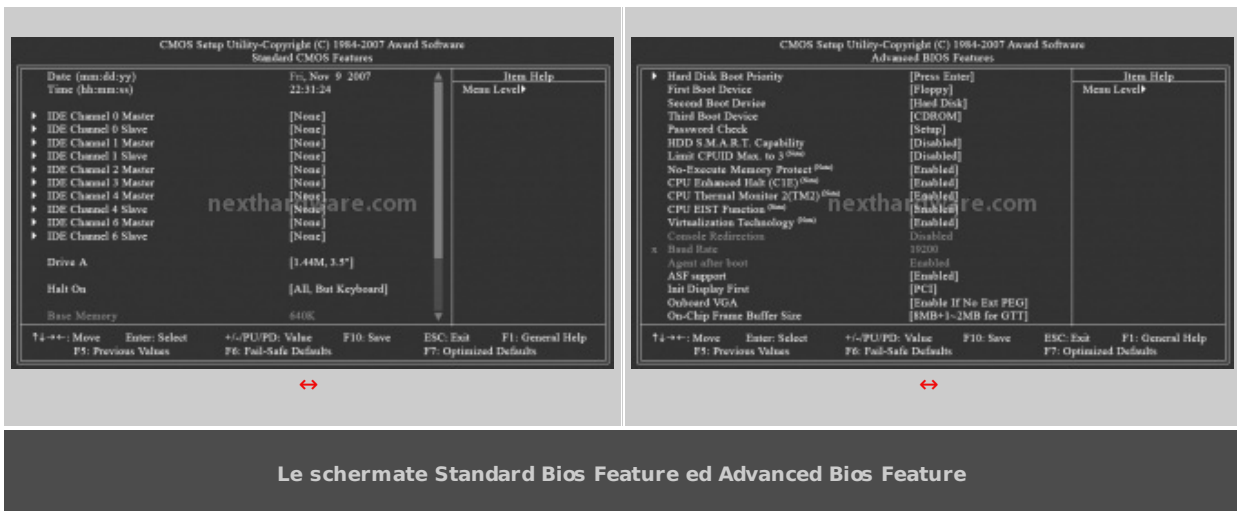 CMOS Setup Utility-Copyright (C) 1984-2007 Award Software
Standard CMOS Features
Date (mm:dd:yy) Fri, Nov 9 2007 Item Help
Time (hh:mm:ss) 22:31:24 Menu Level
IDE Channel 0 Master [None]
IDE Channel 0 Slave [None]
IDE Channel 1 Master [None]
IDE Channel 1 Slave [None]
IDE Channel 2 Master [None]
IDE Channel 3 Master [None]
IDE Channel 4 Master [None]
IDE Channel 4 Slave [None]
IDE Channel 6 Master [None]
IDE Channel 6 Slave [None]
Drive A [1.44M, 3.5"]
Halt On [All, But Keyboard]
Base Memory 640K
↑↓→←: Move Enter: Select +/-/PU/PD: Value F10: Save ESC: Exit F1: General Help
F5: Previous Values F6: Fail-Safe Defaults F7: Optimized Defaults
nexthardware.com
CMOS Setup Utility-Copyright (C) 1984-2007 Award Software
Advanced BIOS Features
Hard Disk Boot Priority [Press Enter] Item Help
First Boot Device [Floppy] Menu Level
Second Boot Device [Hard Disk]
Third Boot Device [CDROM]
Password Check [Setup]
HDD S.M.A.R.T. Capability [Disabled]
Limit CPUID Max. to 3 (Note) [Disabled]
No-Execute Memory Protect (Note) [Enabled]
CPU Enhanced Halt (C1E) (Note) [Enabled]
CPU Thermal Monitor 2(TM2) (Note) [Enabled]
CPU EIST Function (Note) [Enabled]
Virtualization Technology (Note) [Enabled]
Console Redirection Disabled
x Baud Rate 19200
Agent after boot Enabled
ASF support [Enabled]
Init Display First [PCI]
Onboard VGA [Enable If No Ext PEG]
On-Chip Frame Buffer Size [8MB+1~2MB for GTT]
↑↓→←: Move Enter: Select +/-/PU/PD: Value F10: Save ESC: Exit F1: General Help
F5: Previous Values F6: Fail-Safe Defaults F7: Optimized Defaults
nexthardware.com
Le schermate Standard Bios Feature ed Advanced Bios Feature